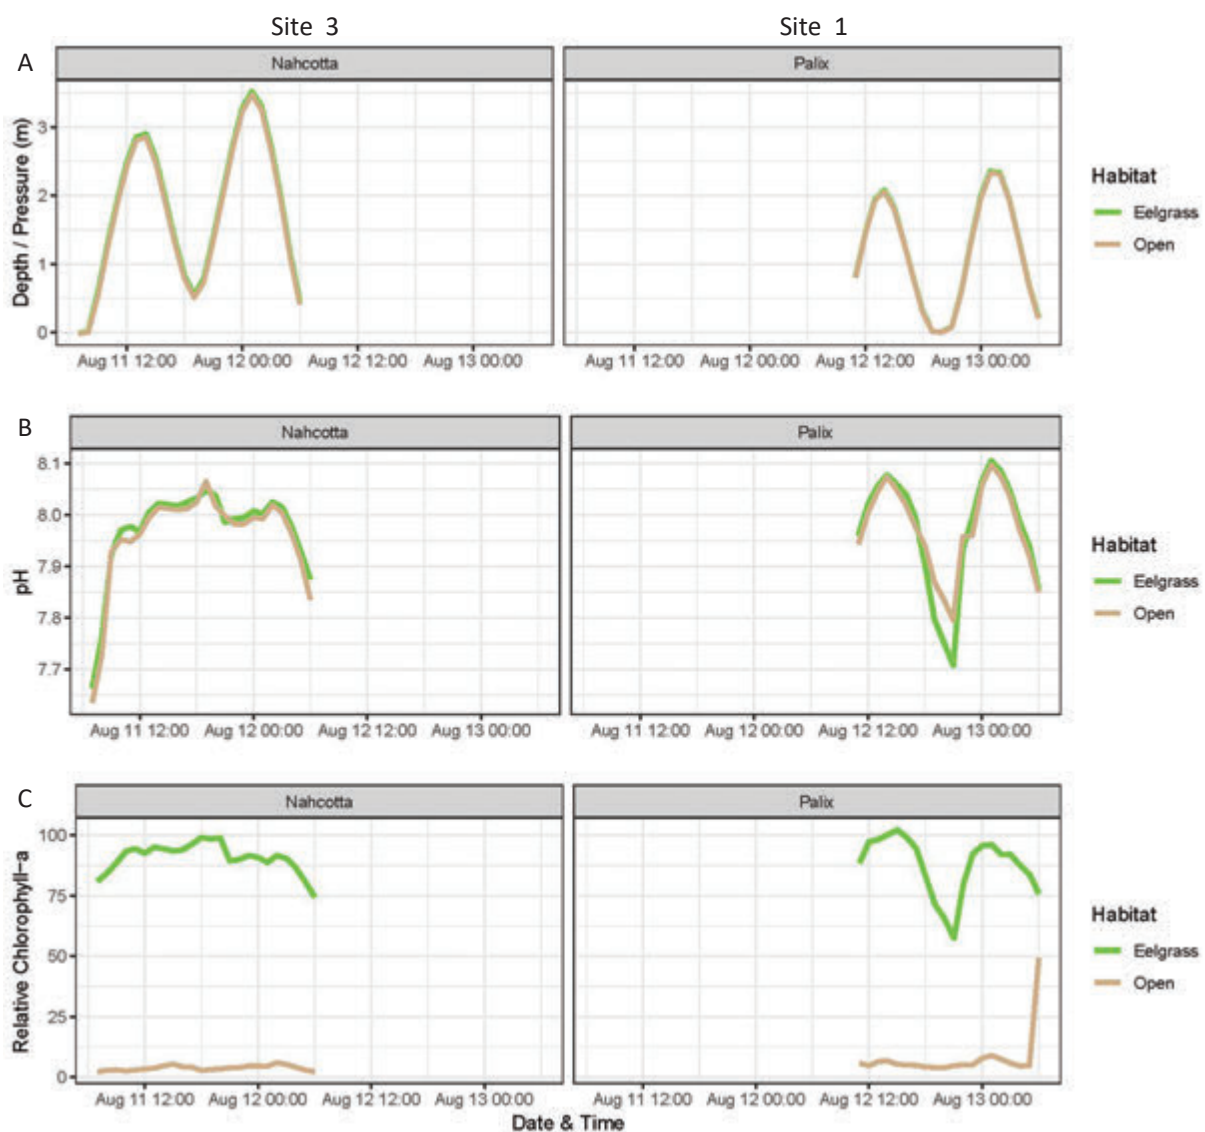 Site 3 Site 1
A
Nahcotta Palix
Depth / Pressure (m)
3
2
1
0
Aug 11 12:00 Aug 12 00:00 Aug 12 12:00 Aug 13 00:00 Aug 11 12:00 Aug 12 00:00 Aug 12 12:00 Aug 13 00:00
Habitat
Eelgrass
Open
B
Nahcotta Palix
pH
8.1
8.0
7.9
7.8
7.7
Aug 11 12:00 Aug 12 00:00 Aug 12 12:00 Aug 13 00:00 Aug 11 12:00 Aug 12 00:00 Aug 12 12:00 Aug 13 00:00
Habitat
Eelgrass
Open
C
Nahcotta Palix
Relative Chlorophyll-a
100
75
50
25
0
Aug 11 12:00 Aug 12 00:00 Aug 12 12:00 Aug 13 00:00 Aug 11 12:00 Aug 12 00:00 Aug 12 12:00 Aug 13 00:00
Habitat
Eelgrass
Open
Date & Time